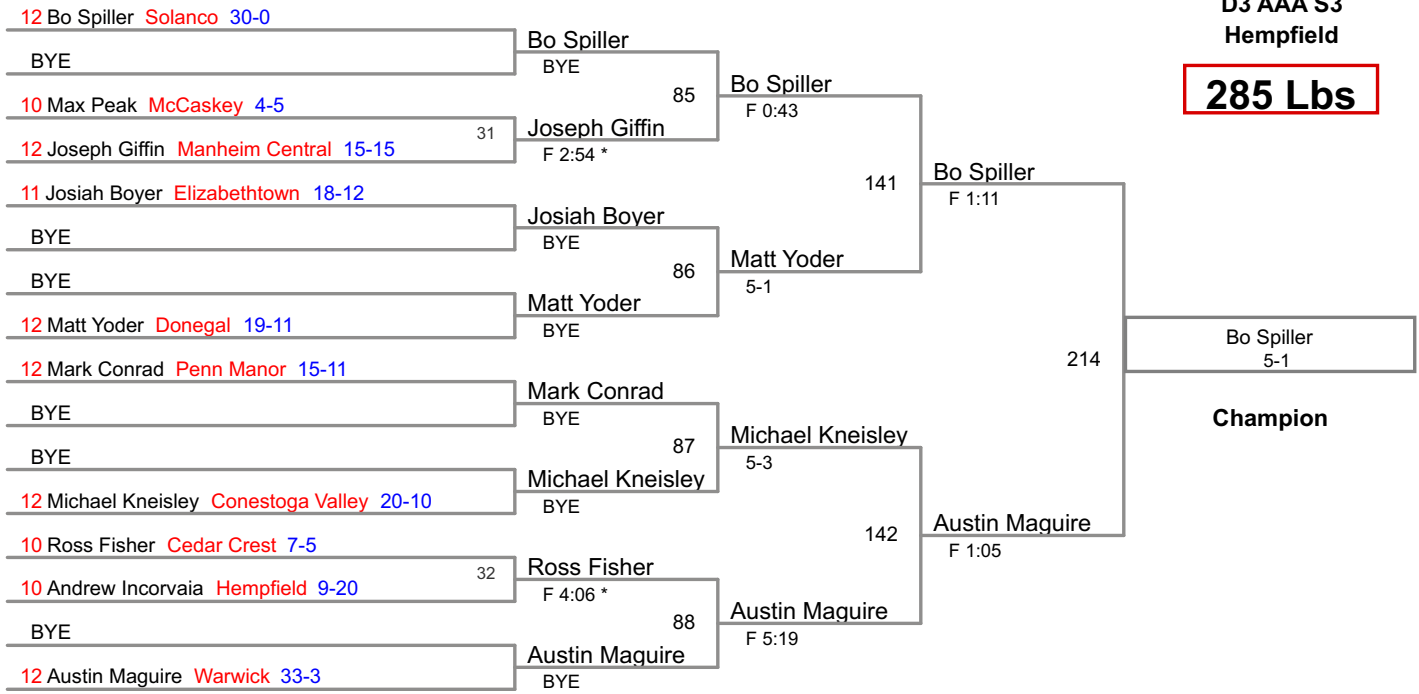 D3 AAA S3
Hempfield
285 Lbs
12 Bo Spiller Solanco 30-0
BYE
10 Max Peak McCaskey 4-5
12 Joseph Giffin Manheim Central 15-15
11 Josiah Boyer Elizabethtown 18-12
BYE
BYE
12 Matt Yoder Donegal 19-11
12 Mark Conrad Penn Manor 15-11
BYE
BYE
12 Michael Kneisley Conestoga Valley 20-10
10 Ross Fisher Cedar Crest 7-5
10 Andrew Incorvaia Hempfield 9-20
BYE
12 Austin Maguire Warwick 33-3
31
32
Bo Spiller
BYE
Joseph Giffin
F 2:54 *
Josiah Boyer
BYE
Matt Yoder
BYE
Mark Conrad
BYE
Michael Kneisley
BYE
Ross Fisher
F 4:06 *
Austin Maguire
BYE
85
86
87
88
Bo Spiller
F 0:43
Matt Yoder
5-1
Michael Kneisley
5-3
Austin Maguire
F 5:19
141
142
Bo Spiller
F 1:11
Austin Maguire
F 1:05
214
Bo Spiller
5-1
Champion